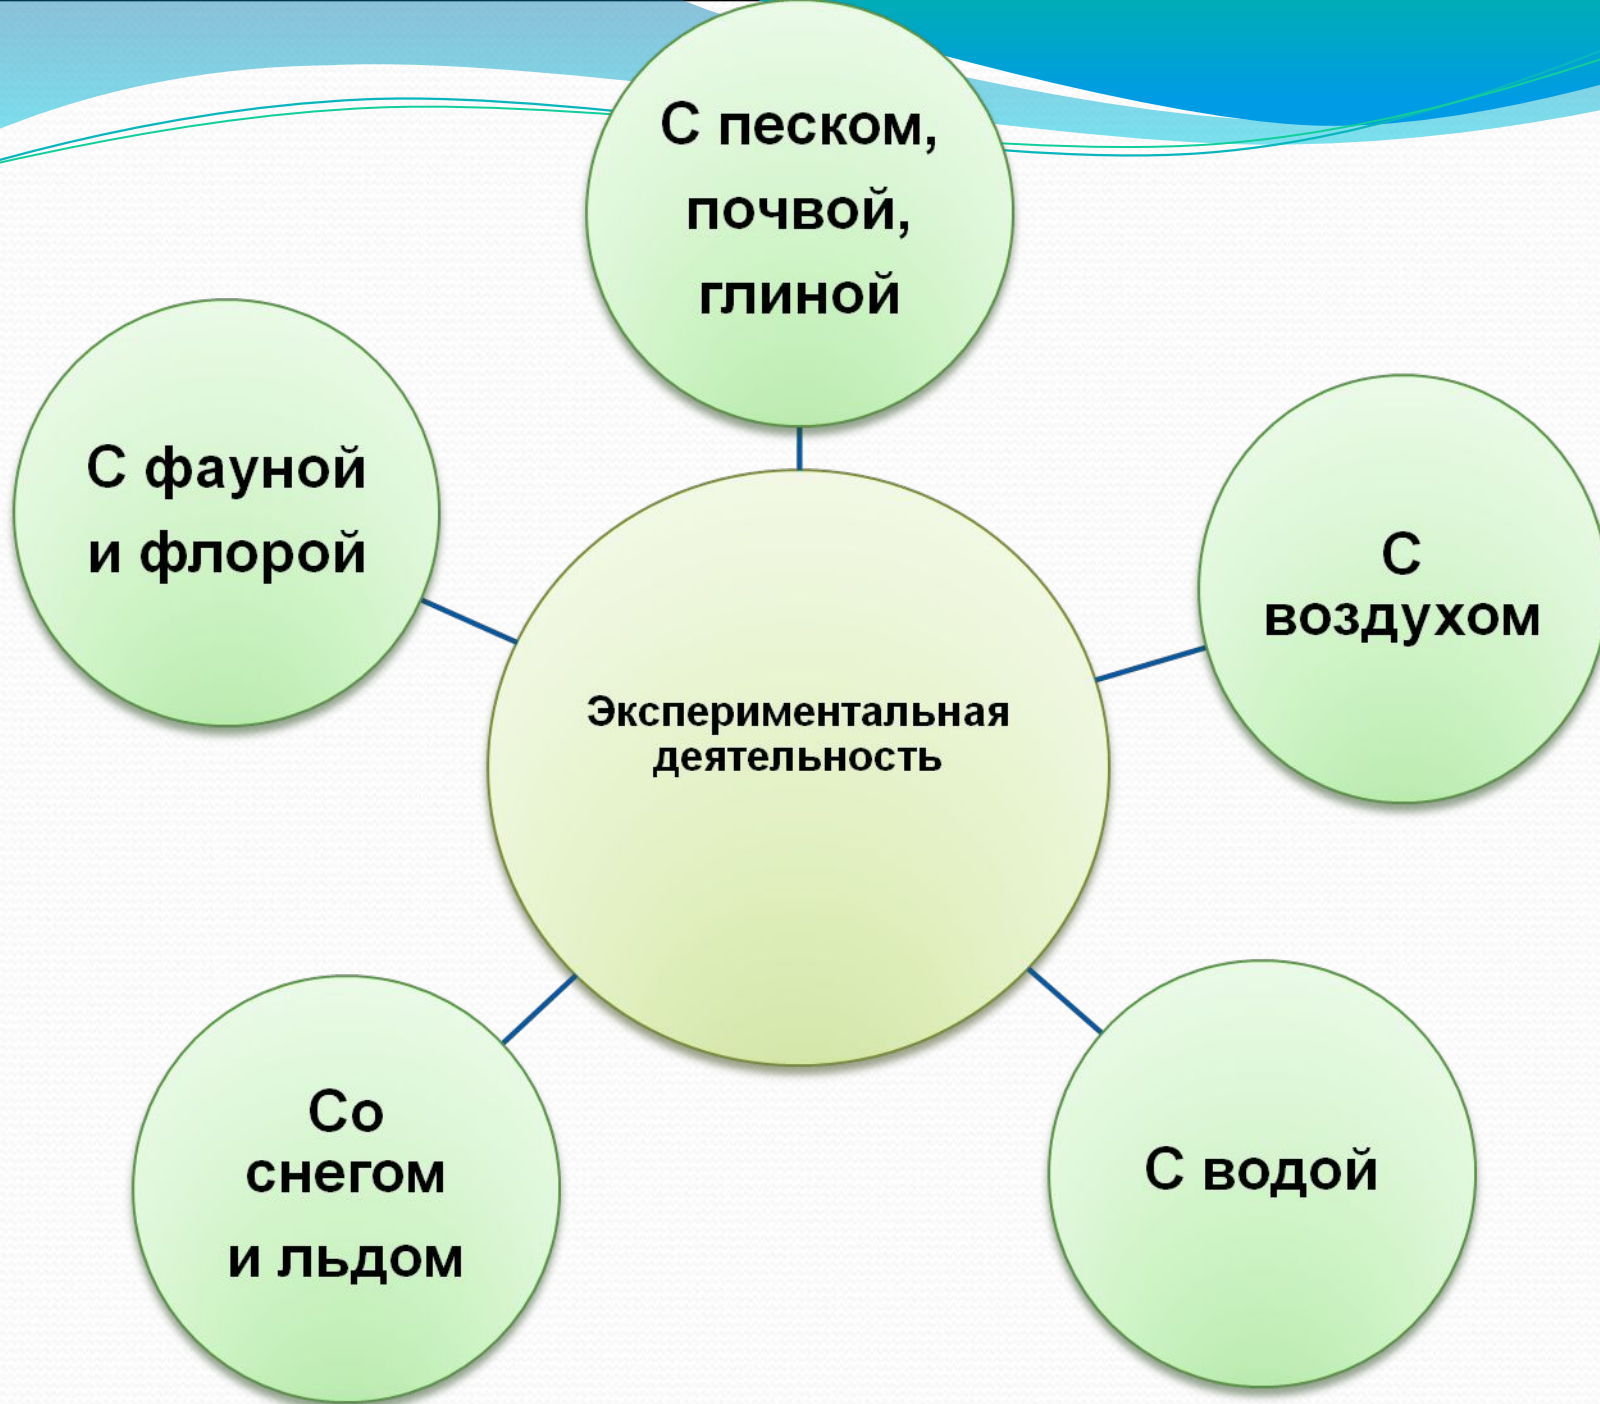 С песком,
почвой,
глиной
С фауной
и флорой
С
воздухом
Экспериментальная
деятельность
Со
снегом
и льдом
С водой